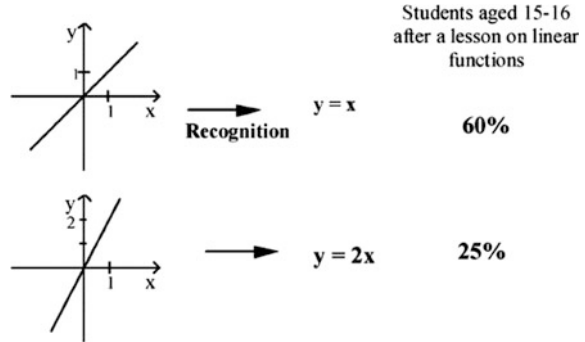 Students aged 15-16
after a lesson on linear
functions
y
1
1
x
Recognition
y = x
60%
y
2
1
x
y = 2x
25%